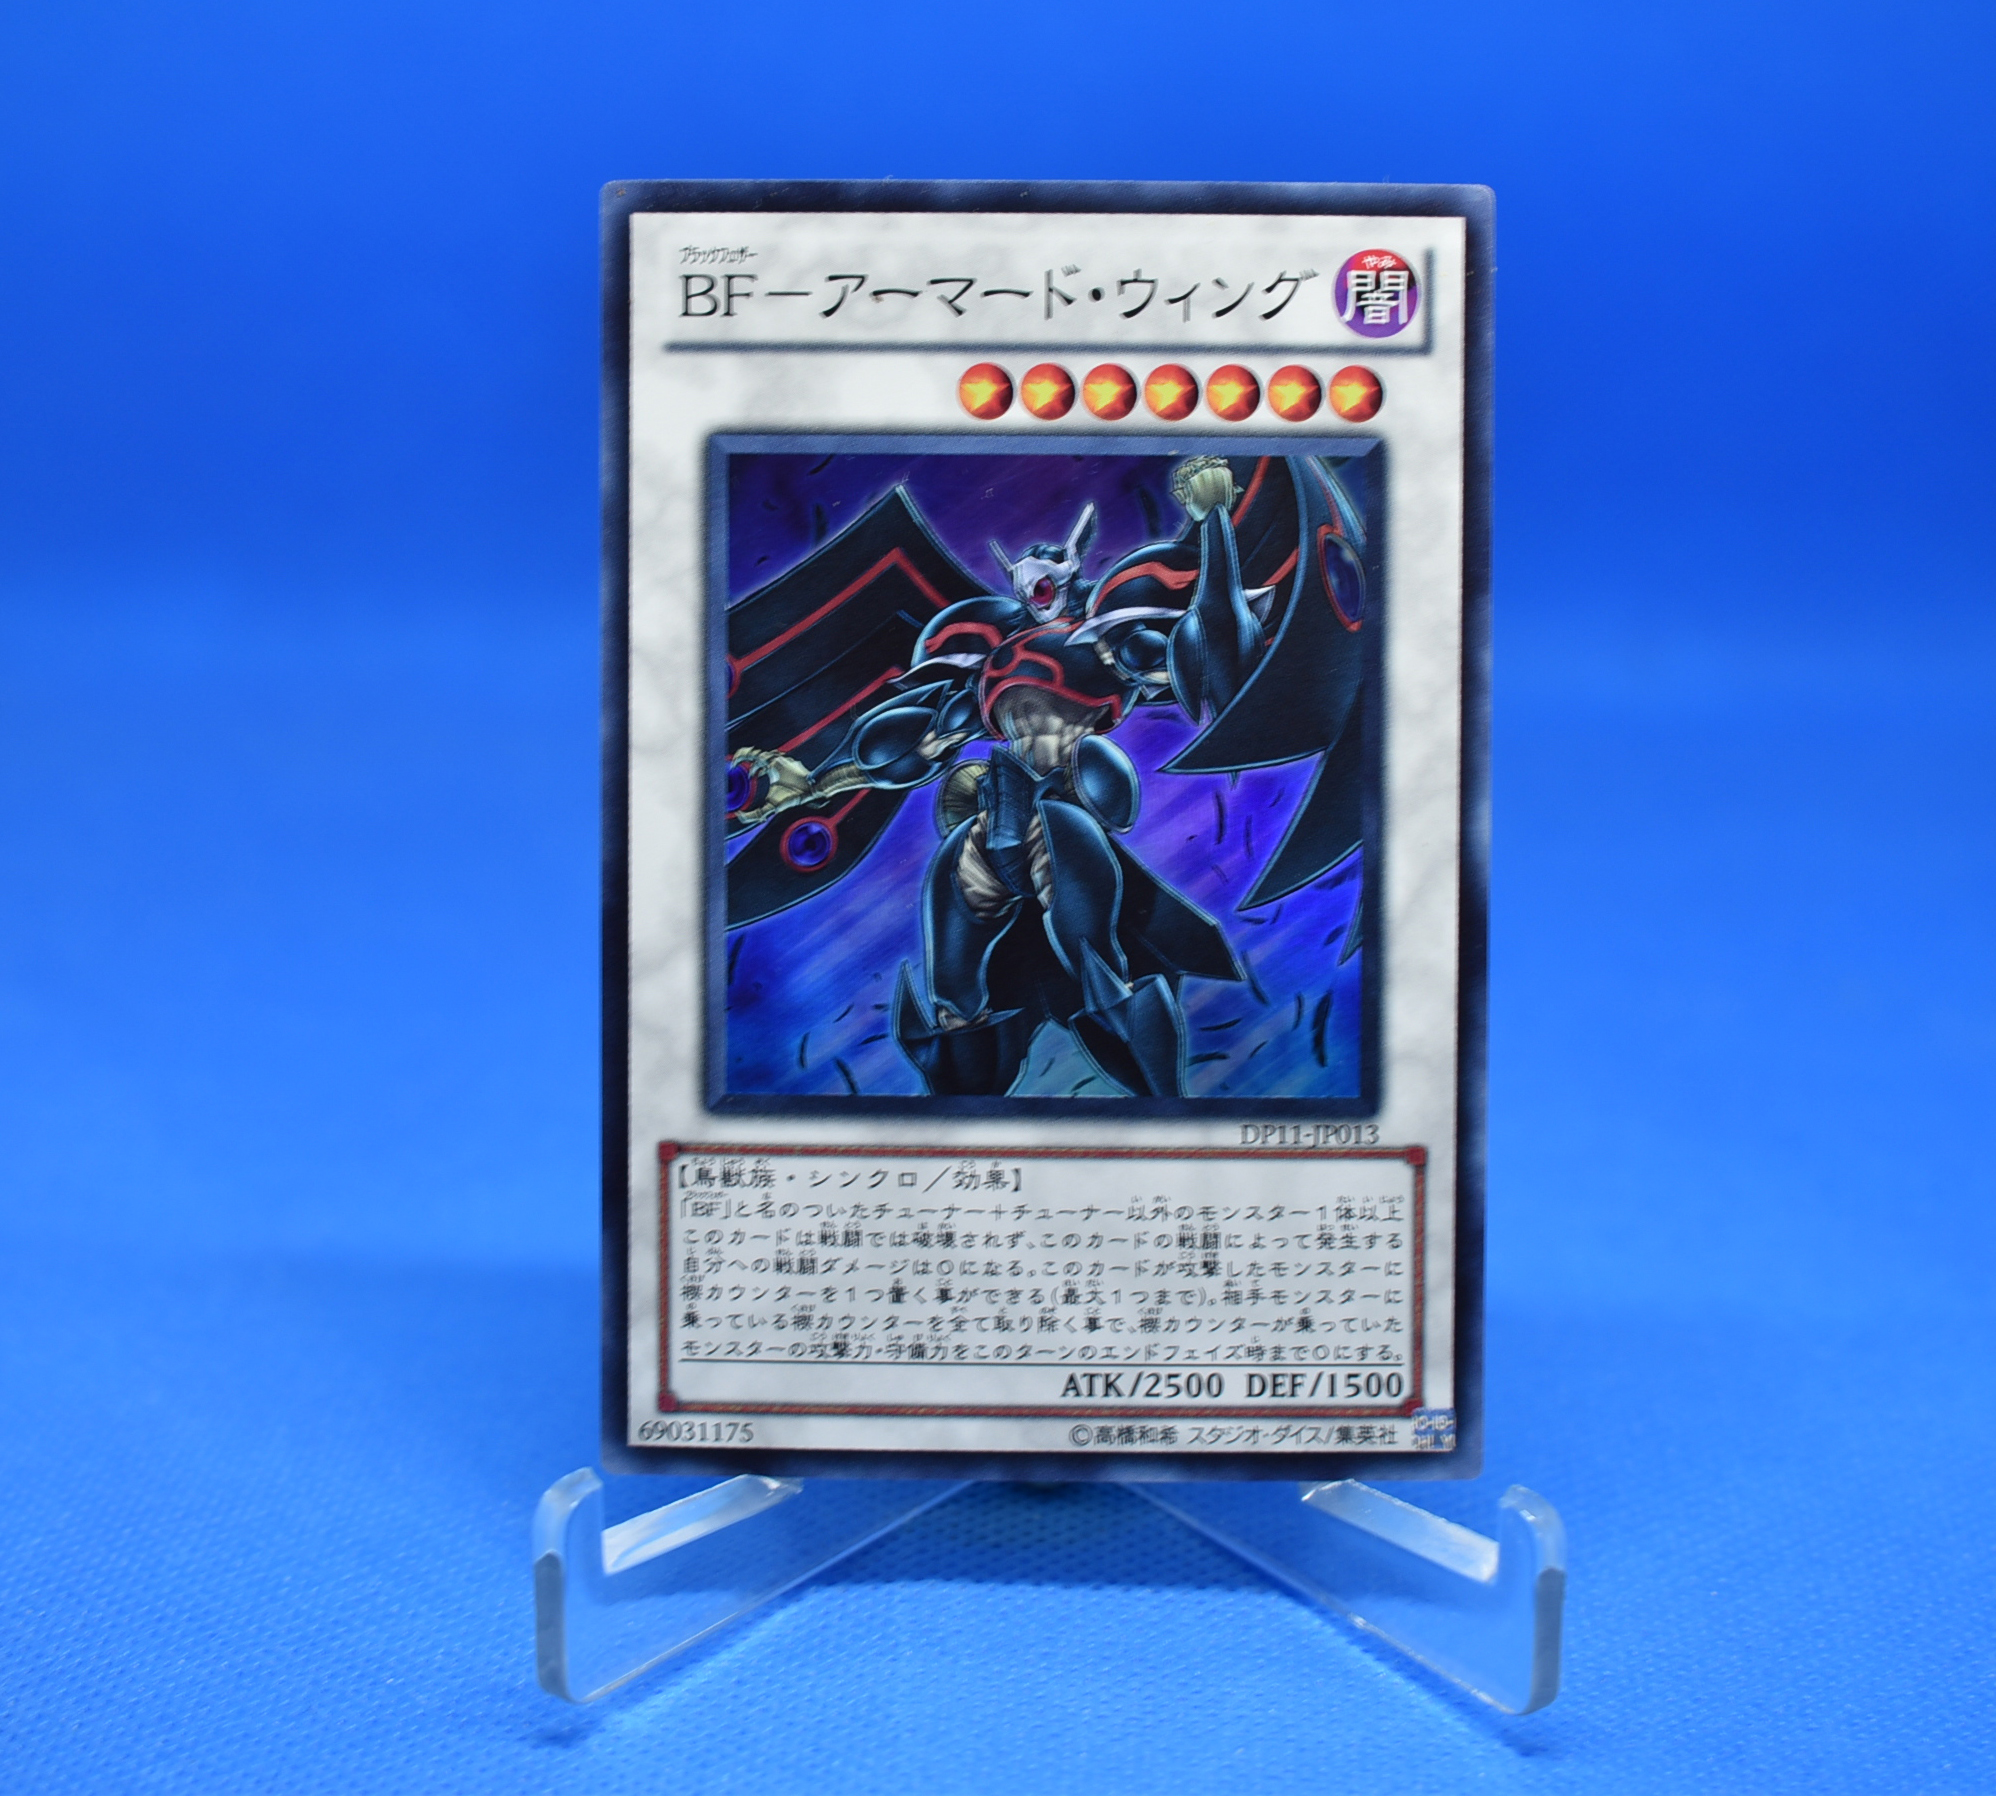 ブラックフェザー
BF－アーマード・ウィング
闇
DP11-JP013
【鳥獣族・シンクロ／効果】
「BF」と名のついたチューナー＋チューナー以外のモンスター１体以上
このカードは戦闘では破壊されず、このカードの戦闘によって発生する
自分への戦闘ダメージは０になる。このカードが攻撃したモンスターに
楔カウンターを１つ置く事ができる（最大１つまで）。相手モンスターに
乗っている楔カウンターを全て取り除く事で、楔カウンターが乗っていた
モンスターの攻撃力・守備力をこのターンのエンドフェイズ時まで０にする。
ATK/2500 DEF/1500
69031175
©高橋和希 スタジオ・ダイス/集英社